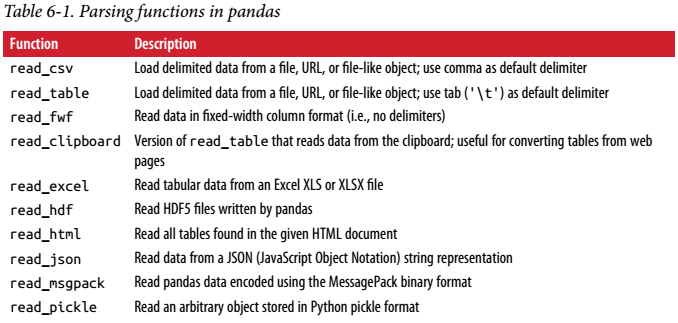 Table 6-1. Parsing functions in pandas
Function Description
read_csv Load delimited data from a file, URL, or file-like object; use comma as default delimiter
read_table Load delimited data from a file, URL, or file-like object; use tab ('\t') as default delimiter
read_fwf Read data in fixed-width column format (i.e., no delimiters)
read_clipboard Version of read_table that reads data from the clipboard; useful for converting tables from web
pages
read_excel Read tabular data from an Excel XLS or XLSX file
read_hdf Read HDF5 files written by pandas
read_html Read all tables found in the given HTML document
read_json Read data from a JSON (JavaScript Object Notation) string representation
read_msgpack Read pandas data encoded using the MessagePack binary format
read_pickle Read an arbitrary object stored in Python pickle format